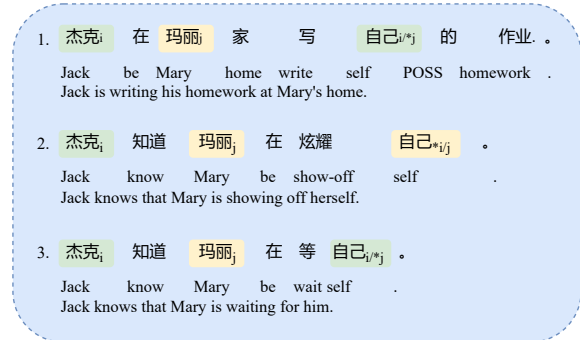 1. 杰克i 在 玛丽j 家 写 自己i/*j 的 作业. 。
Jack be Mary home write self POSS homework .
Jack is writing his homework at Mary's home.
2. 杰克i 知道 玛丽j 在 炫耀 自己*i/j 。
Jack know Mary be show-off self .
Jack knows that Mary is showing off herself.
3. 杰克i 知道 玛丽j 在 等 自己i/*j 。
Jack know Mary be wait self .
Jack knows that Mary is waiting for him.